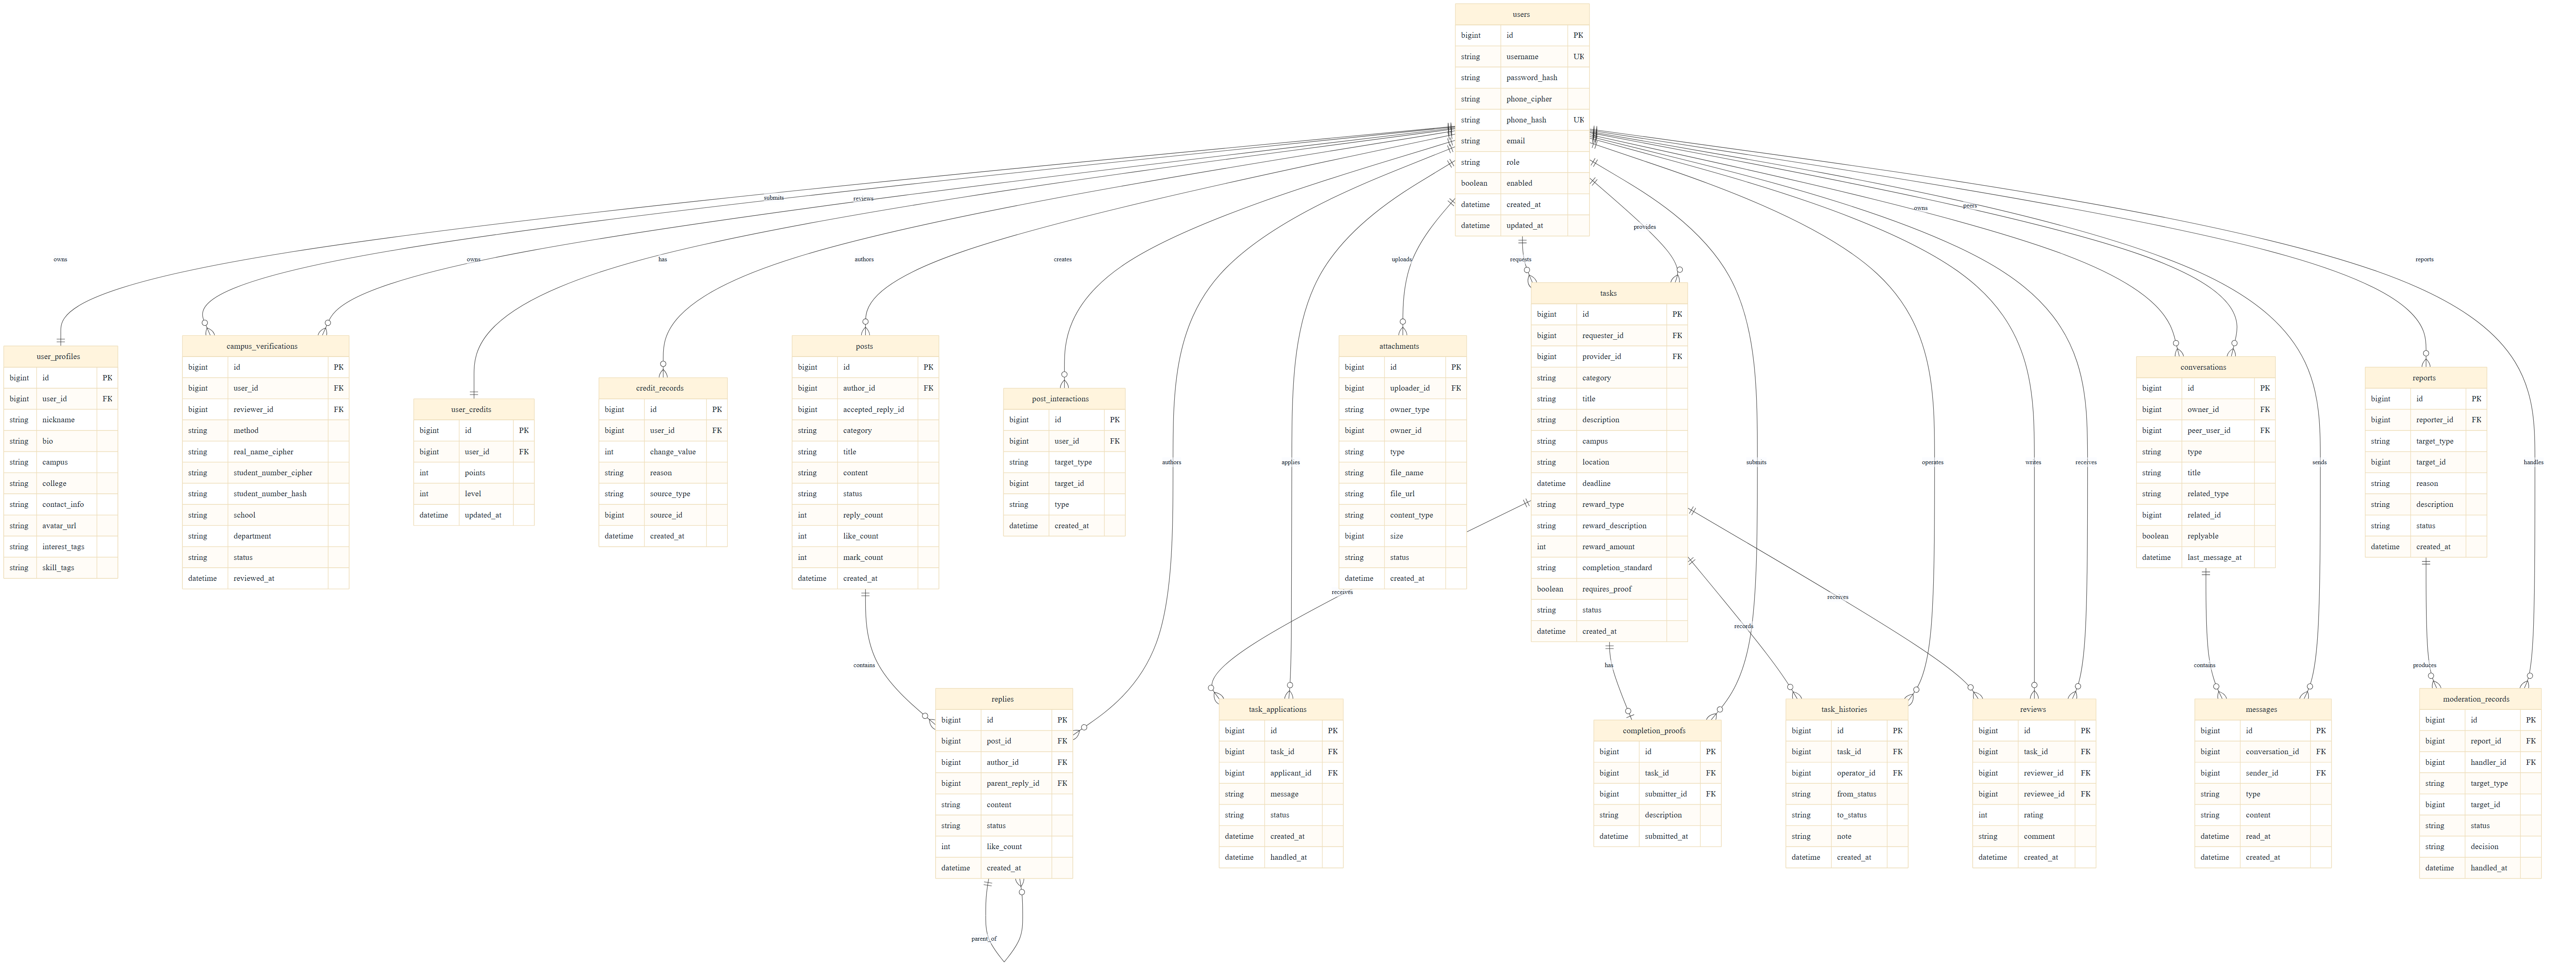 users
bigint id PK
string username UK
string password_hash
string phone_cipher
string phone_hash UK
string email
string role
boolean enabled
datetime created_at
datetime updated_at
submits
reviews
owns
peers
provides
owns
owns
has
authors
creates
uploads
requests
reports
tasks
bigint id PK
bigint requester_id FK
bigint provider_id FK
string category
string title
string description
string campus
string location
datetime deadline
string reward_type
string reward_description
int reward_amount
string completion_standard
boolean requires_proof
string status
datetime created_at
user_profiles
bigint id PK
bigint user_id FK
string nickname
string bio
string campus
string college
string contact_info
string avatar_url
string interest_tags
string skill_tags
campus_verifications
bigint id PK
bigint user_id FK
bigint reviewer_id FK
string method
string real_name_cipher
string student_number_cipher
string student_number_hash
string school
string department
string status
datetime reviewed_at
user_credits
bigint id PK
bigint user_id FK
int points
int level
datetime updated_at
credit_records
bigint id PK
bigint user_id FK
int change_value
string reason
string source_type
bigint source_id
datetime created_at
posts
bigint id PK
bigint author_id FK
bigint accepted_reply_id
string category
string title
string content
string status
int reply_count
int like_count
int mark_count
datetime created_at
post_interactions
bigint id PK
bigint user_id FK
string target_type
bigint target_id
string type
datetime created_at
attachments
bigint id PK
bigint uploader_id FK
string owner_type
bigint owner_id
string type
string file_name
string file_url
string content_type
bigint size
string status
datetime created_at
conversations
bigint id PK
bigint owner_id FK
bigint peer_user_id FK
string type
string title
string related_type
bigint related_id
boolean replyable
datetime last_message_at
reports
bigint id PK
bigint reporter_id FK
string target_type
bigint target_id
string reason
string description
string status
datetime created_at
authors
applies
submits
operates
writes
receives
sends
handles
receives
receives
records
contains
has
contains
produces
replies
bigint id PK
bigint post_id FK
bigint author_id FK
bigint parent_reply_id FK
string content
string status
int like_count
datetime created_at
task_applications
bigint id PK
bigint task_id FK
bigint applicant_id FK
string message
string status
datetime created_at
datetime handled_at
completion_proofs
bigint id PK
bigint task_id FK
bigint submitter_id FK
string description
datetime submitted_at
task_histories
bigint id PK
bigint task_id FK
bigint operator_id FK
string from_status
string to_status
string note
datetime created_at
reviews
bigint id PK
bigint task_id FK
bigint reviewer_id FK
bigint reviewee_id FK
int rating
string comment
datetime created_at
messages
bigint id PK
bigint conversation_id FK
bigint sender_id FK
string type
string content
datetime read_at
datetime created_at
moderation_records
bigint id PK
bigint report_id FK
bigint handler_id FK
string target_type
bigint target_id
string status
string decision
datetime handled_at
parent_of